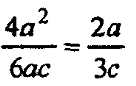 4a²/6ac = 2a/3c